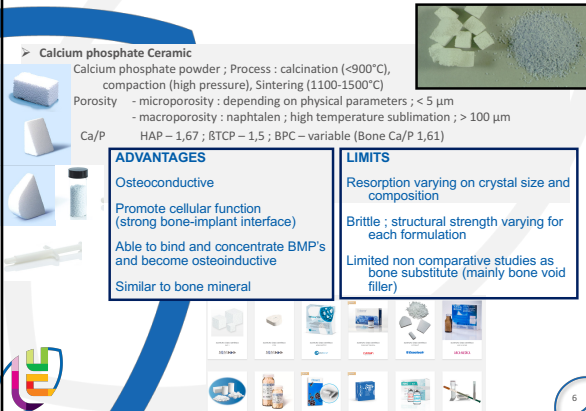 ➢ Calcium phosphate Ceramic
Calcium phosphate powder ; Process : calcination (<900°C),
compaction (high pressure), Sintering (1100-1500°C)
Porosity - microporosity : depending on physical parameters ; < 5 µm
- macroporosity : naphtalen ; high temperature sublimation ; > 100 µm
Ca/P HAP – 1,67 ; ßTCP – 1,5 ; BPC – variable (Bone Ca/P 1,61)
ADVANTAGES
Osteoconductive
Promote cellular function
(strong bone-implant interface)
Able to bind and concentrate BMP's
and become osteoinductive
Similar to bone mineral
LIMITS
Resorption varying on crystal size and
composition
Brittle ; structural strength varying for
each formulation
Limited non comparative studies as
bone substitute (mainly bone void
filler)
6